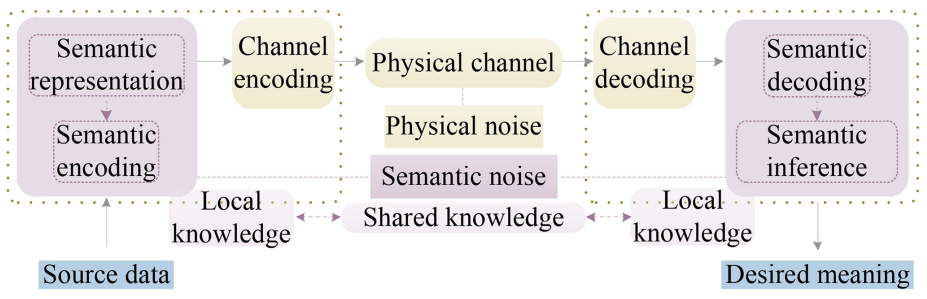 Semantic
representation
Semantic
encoding
Channel
encoding
Physical channel
Physical noise
Semantic noise
Channel
decoding
Semantic
decoding
Semantic
inference
Local
knowledge
Shared knowledge
Local
knowledge
Source data
Desired meaning